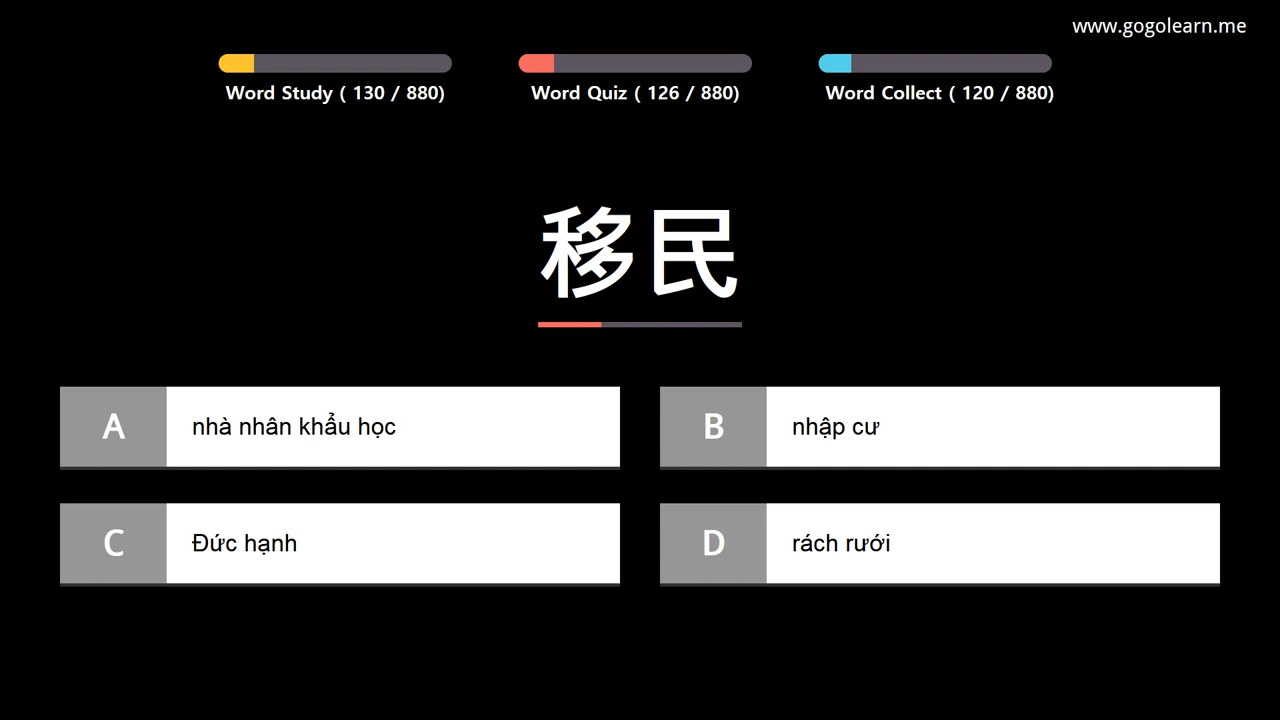 www.gogolearn.me
Word Study ( 130 / 880)
Word Quiz ( 126 / 880)
Word Collect ( 120 / 880)
移民
A
nhà nhân khẩu học
B
nhập cư
C
Đức hạnh
D
rách rưới